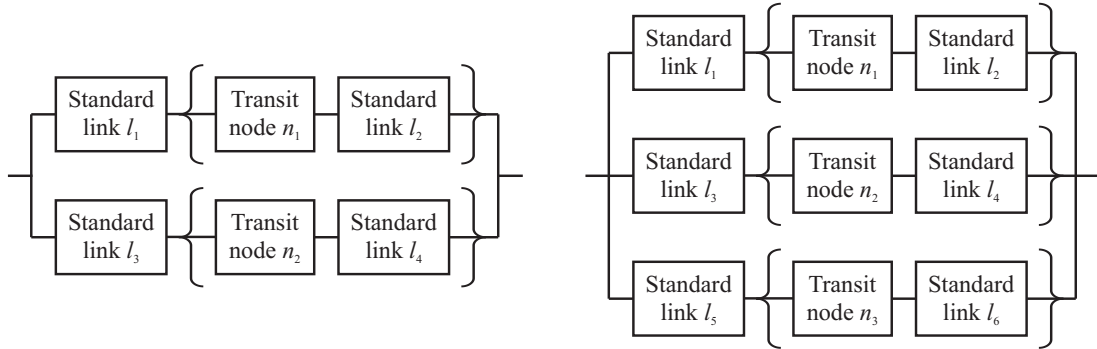 Standard
link l₁
Transit
node n₁
Standard
link l₂
Standard
link l₃
Transit
node n₂
Standard
link l₄
Standard
link l₁
Transit
node n₁
Standard
link l₂
Standard
link l₃
Transit
node n₂
Standard
link l₄
Standard
link l₅
Transit
node n₃
Standard
link l₆